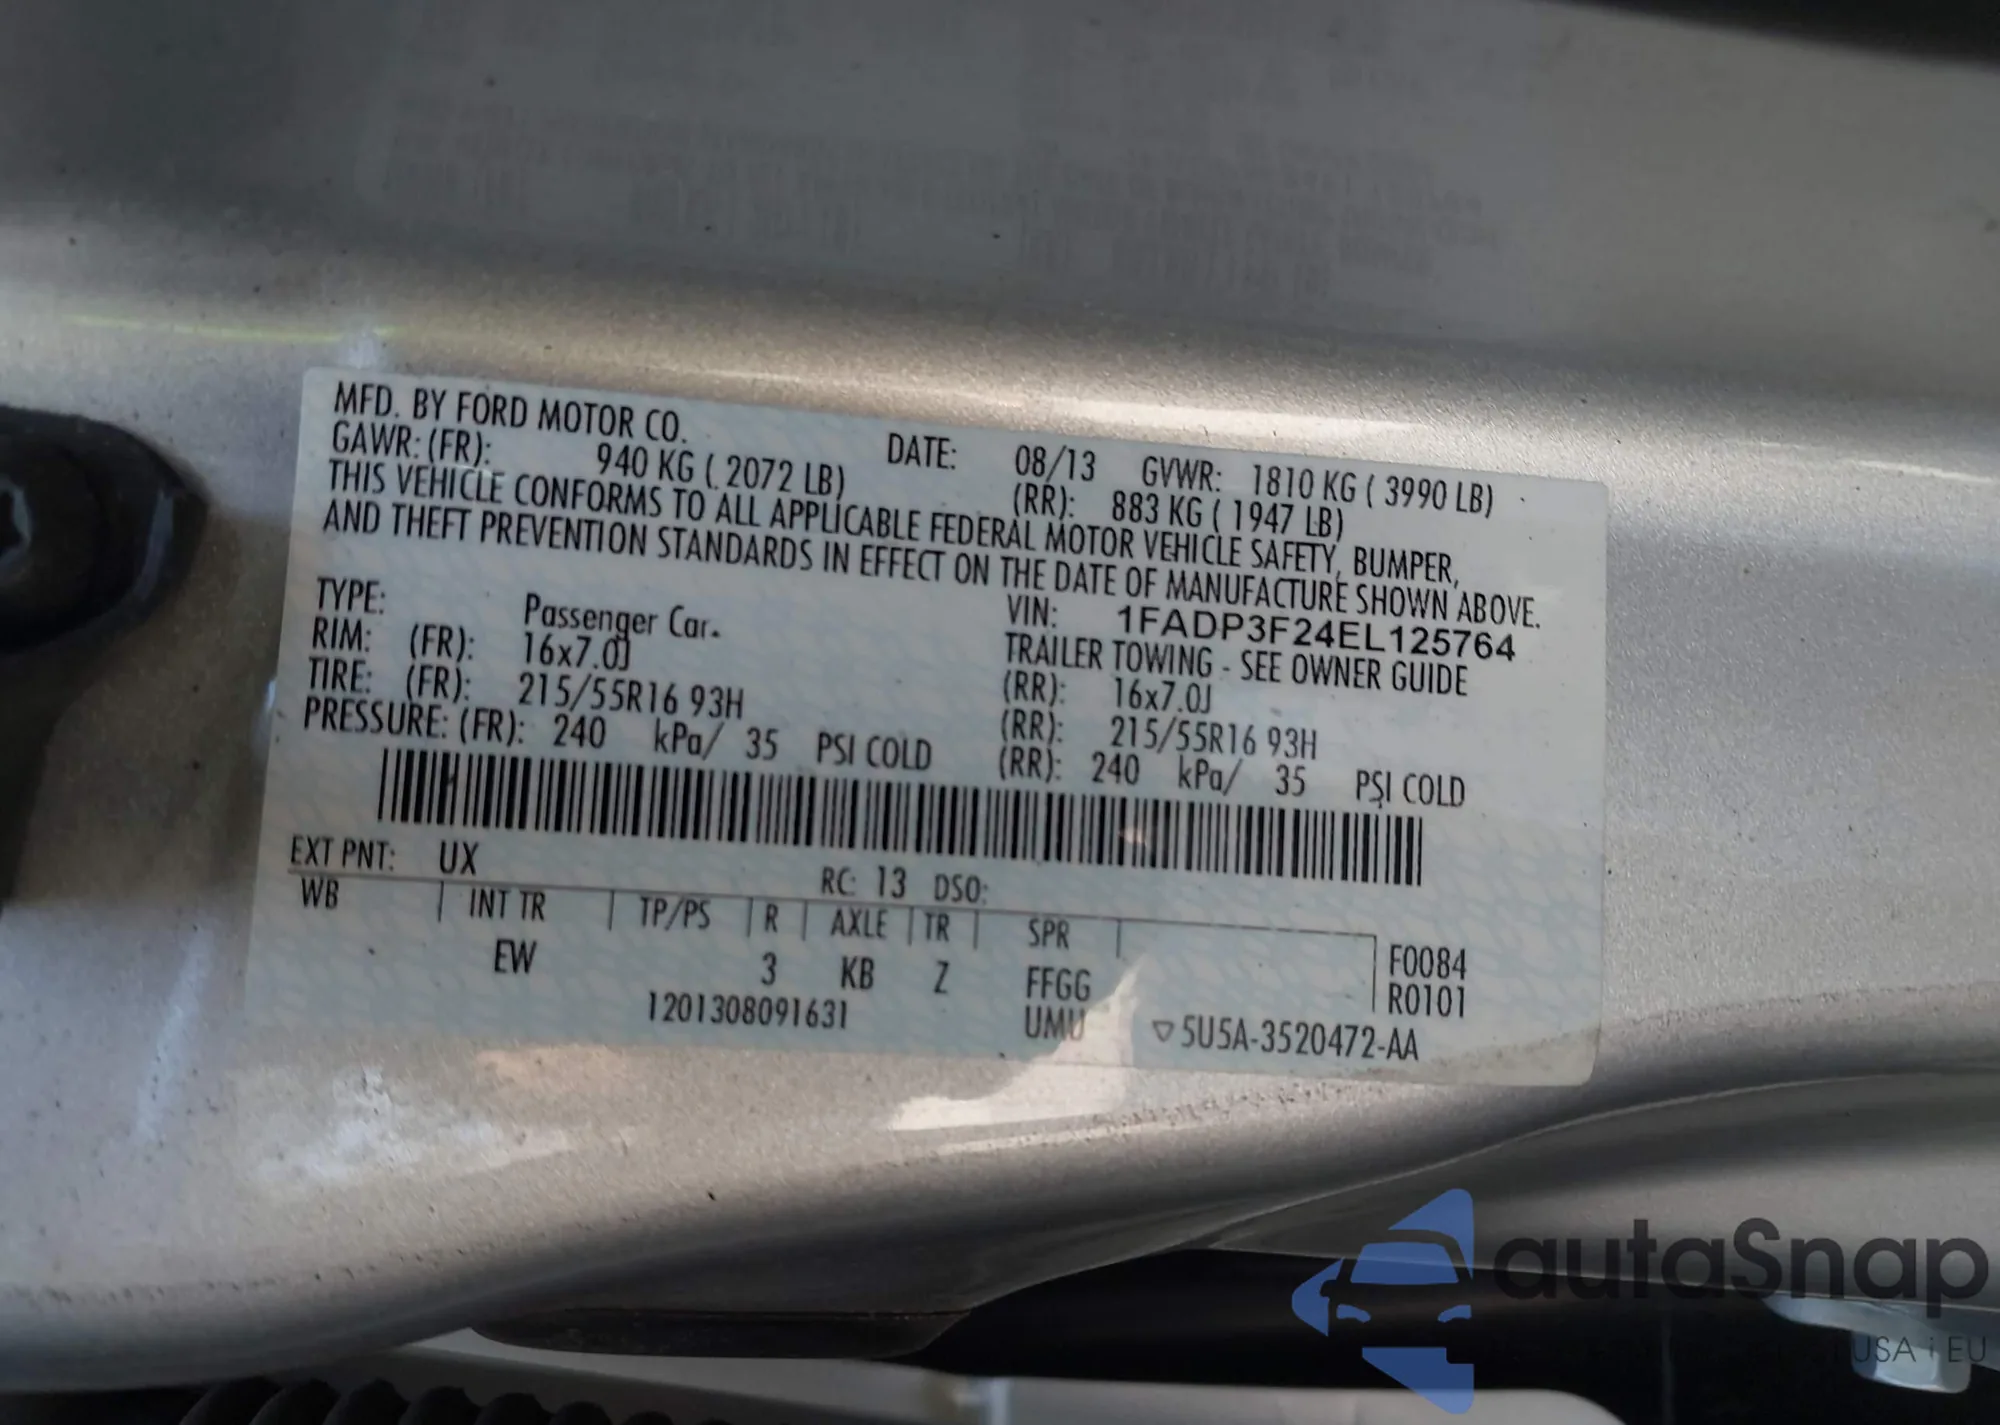 MFD. BY FORD MOTOR CO. DATE: 08/13 GVWR: 1810 KG ( 3990 LB)
GAWR: (FR): 940 KG ( 2072 LB) (RR): 883 KG ( 1947 LB)
THIS VEHICLE CONFORMS TO ALL APPLICABLE FEDERAL MOTOR VEHICLE SAFETY, BUMPER,
AND THEFT PREVENTION STANDARDS IN EFFECT ON THE DATE OF MANUFACTURE SHOWN ABOVE.
VIN: 1FADP3F24EL125764
TYPE: Passenger Car. TRAILER TOWING - SEE OWNER GUIDE
RIM: (FR): 16x7.0J (RR): 16x7.0J
TIRE: (FR): 215/55R16 93H (RR): 215/55R16 93H
PRESSURE: (FR): 240 kPa/ 35 PSI COLD (RR): 240 kPa/ 35 PSI COLD
EXT PNT: UX RC: 13 DSO:
WB | INT TR | TP/PS | R | AXLE | TR | SPR |
EW 3 KB Z FFGG F0084
UMU R0101
1201308091631 5U5A-3520472-AA
autaSnap
USA i EU